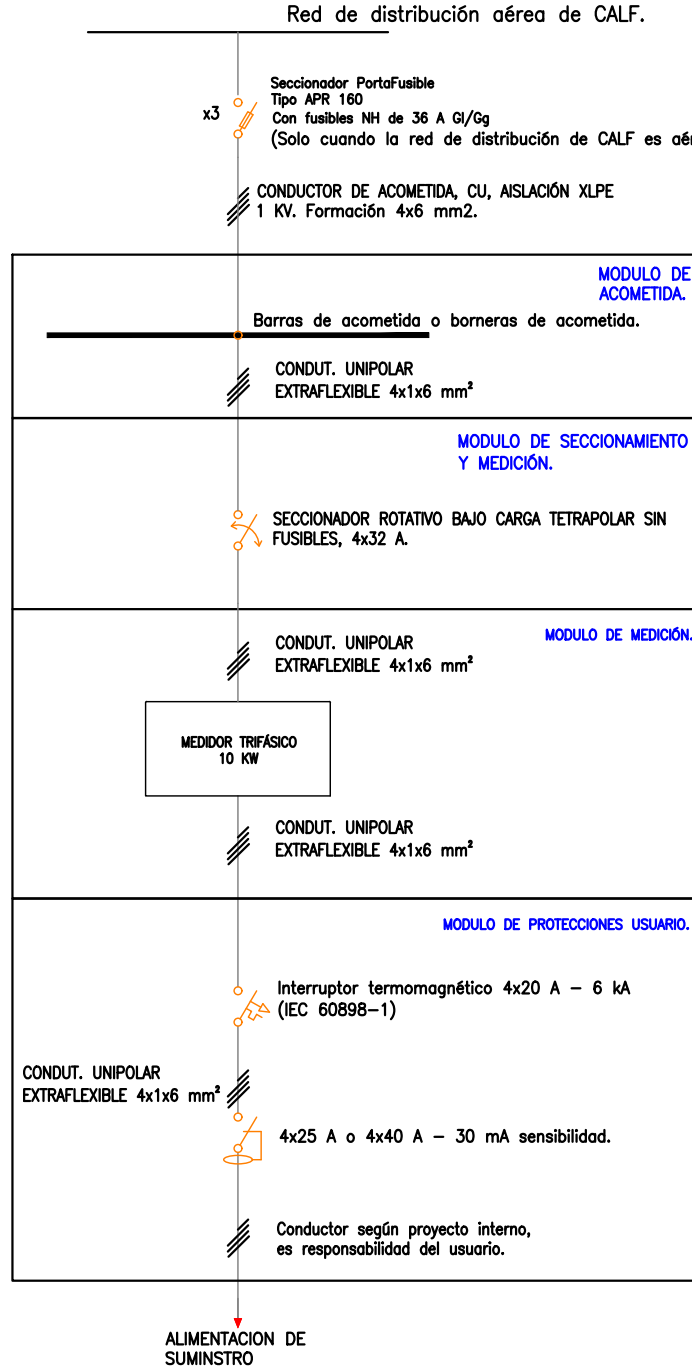 Red de distribución aérea de CALF.
Seccionador PortaFusible
Tipo APR 160
x3
Con fusibles NH de 36 A Gl/Gg
(Solo cuando la red de distribución de CALF es
CONDUCTOR DE ACOMETIDA, CU, AISLACIÓN XLPE
1 KV. Formación 4x6 mm2.
MODULO DE
ACOMETIDA.
Barras de acometida o borneras de acometida.
CONDUT. UNIPOLAR
EXTRAFLEXIBLE 4x1x6 mm²
MODULO DE SECCIONAMIENTO
Y MEDICIÓN.
SECCIONADOR ROTATIVO BAJO CARGA TETRAPOLAR SIN
FUSIBLES, 4x32 A.
MODULO DE MEDICIÓN.
CONDUT. UNIPOLAR
EXTRAFLEXIBLE 4x1x6 mm²
MEDIDOR TRIFÁSICO
10 KW
CONDUT. UNIPOLAR
EXTRAFLEXIBLE 4x1x6 mm²
MODULO DE PROTECCIONES USUARIO.
Interruptor termomagnético 4x20 A – 6 kA
(IEC 60898–1)
CONDUT. UNIPOLAR
EXTRAFLEXIBLE 4x1x6 mm²
4x25 A o 4x40 A – 30 mA sensibilidad.
Conductor según proyecto interno,
es responsabilidad del usuario.
ALIMENTACION DE
SUMINSTRO